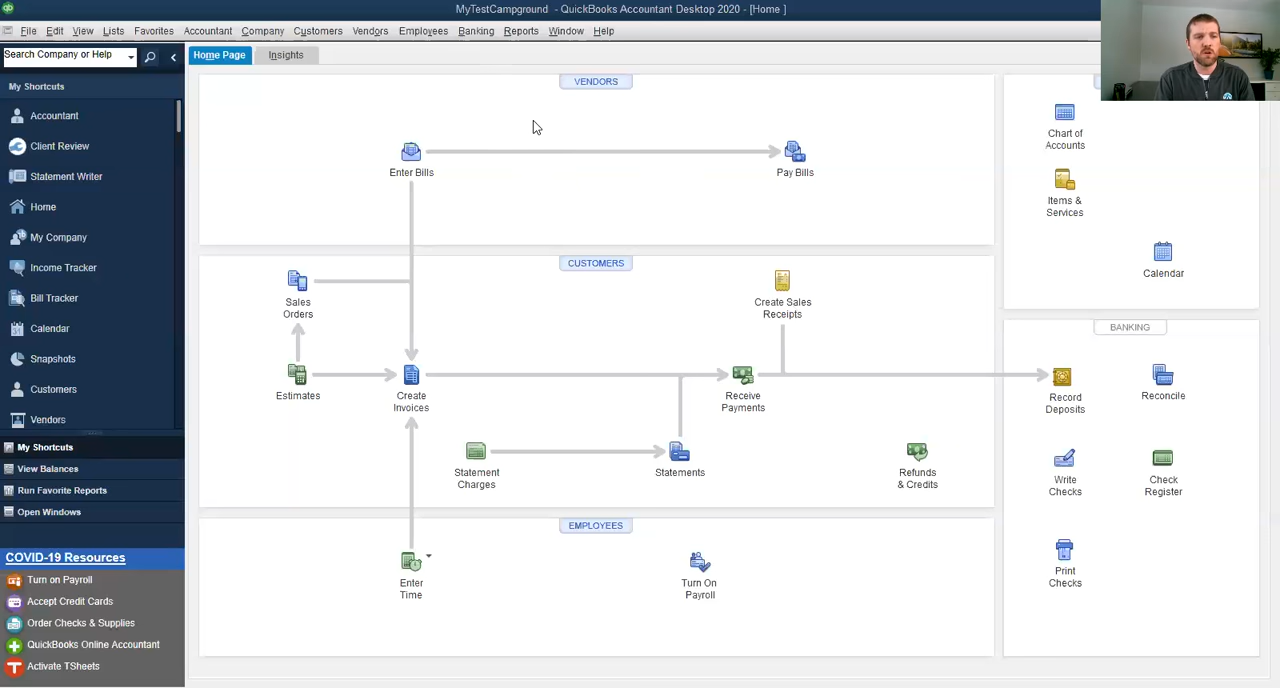 MyTestCampground - QuickBooks Accountant Desktop 2020 - [Home ]
File Edit View Lists Favorites Accountant Company Customers Vendors Employees Banking Reports Window Help
Search Company or Help
Home Page Insights
My Shortcuts
Accountant
Client Review
Statement Writer
Home
My Company
Income Tracker
Bill Tracker
Calendar
Snapshots
Customers
Vendors
My Shortcuts
View Balances
Run Favorite Reports
Open Windows
COVID-19 Resources
Turn on Payroll
Accept Credit Cards
Order Checks & Supplies
QuickBooks Online Accountant
Activate TSheets
VENDORS
Enter Bills
Pay Bills
CUSTOMERS
Sales
Orders
Create Sales
Receipts
Estimates
Create
Invoices
Receive
Payments
Statement
Charges
Statements
Refunds
& Credits
EMPLOYEES
Enter
Time
Turn On
Payroll
Chart of
Accounts
Items &
Services
Calendar
BANKING
Record
Deposits
Reconcile
Write
Checks
Check
Register
Print
Checks